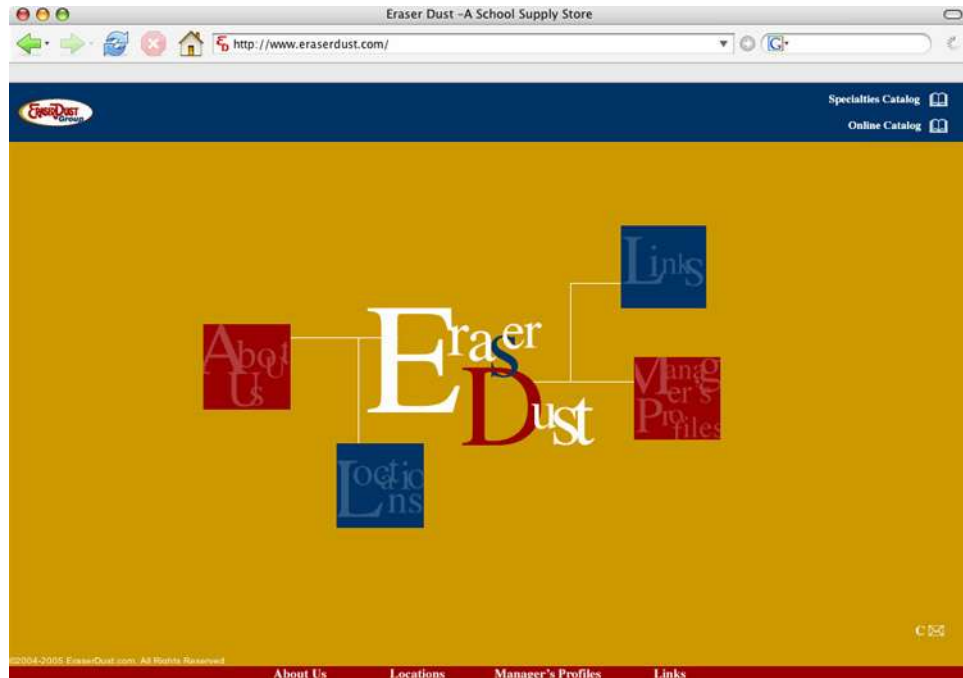 Eraser Dust –A School Supply Store
http://www.eraserdust.com/
G
EraserDust
Group
Specialties Catalog
Online Catalog
Links
Eraser
Dust
About
Us
Manager's
Profiles
Locations
C
©2004-2005 EraserDust.com. All Rights Reserved
About Us Locations Manager's Profiles Links